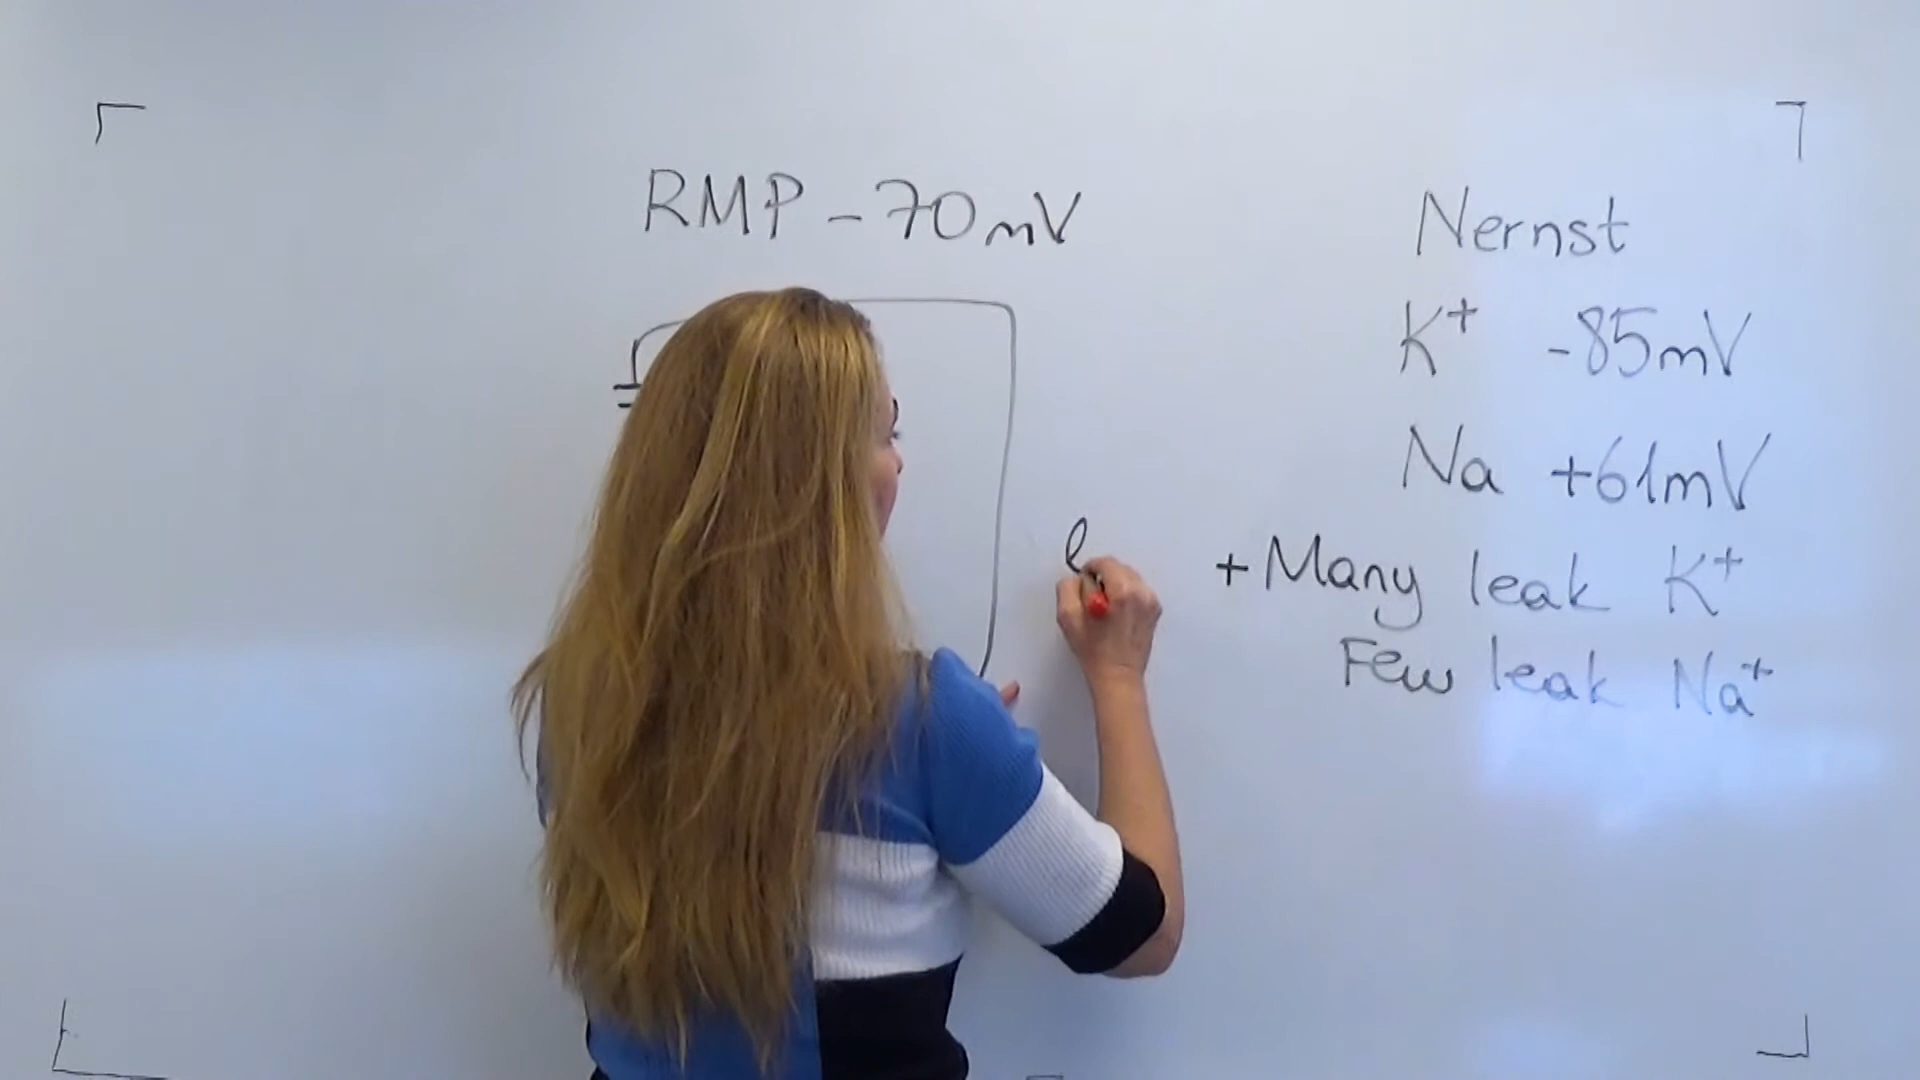 RMP -70mV
Nernst
K+ -85mV
Na +61mV
l
+Many leak K+
Few leak Na+